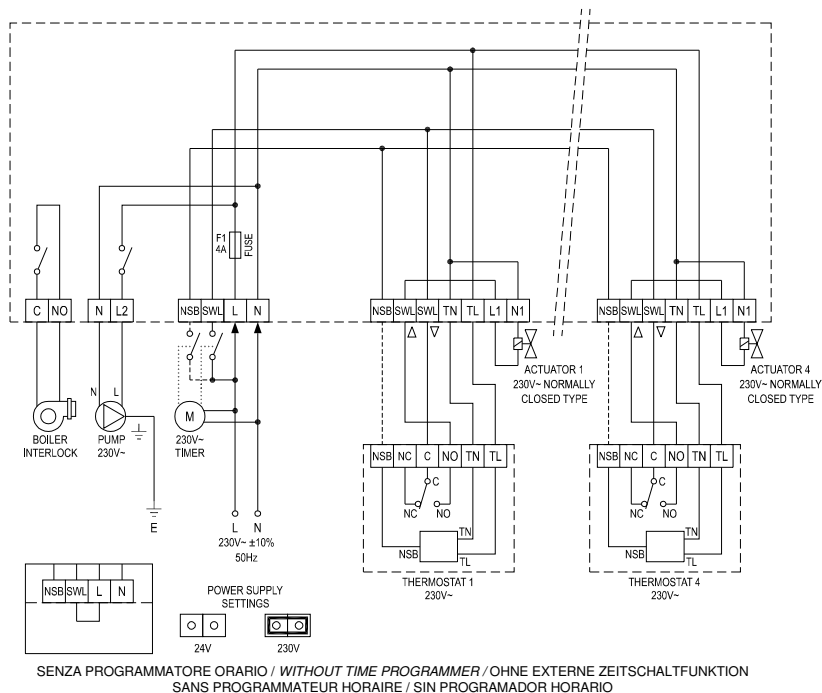 F1
4A
FUSE
C NO
N L2
NSB SWL L N
NSB SWL SWL TN TL L1 N1
NSB SWL SWL TN TL L1 N1
ACTUATOR 1
230V~ NORMALLY
CLOSED TYPE
ACTUATOR 4
230V~ NORMALLY
CLOSED TYPE
N L
M
BOILER
INTERLOCK
PUMP
230V~
230V~
TIMER
E
L N
230V~ ±10%
50Hz
NSB NC C NO TN TL
C
NC NO
TN
NSB
TL
THERMOSTAT 1
230V~
NSB NC C NO TN TL
C
NC NO
TN
NSB
TL
THERMOSTAT 4
230V~
NSB SWL L N
POWER SUPPLY
SETTINGS
24V
230V
SENZA PROGRAMMATORE ORARIO / WITHOUT TIME PROGRAMMER / OHNE EXTERNE ZEITSCHALTFUNKTION
SANS PROGRAMMATEUR HORAIRE / SIN PROGRAMADOR HORARIO